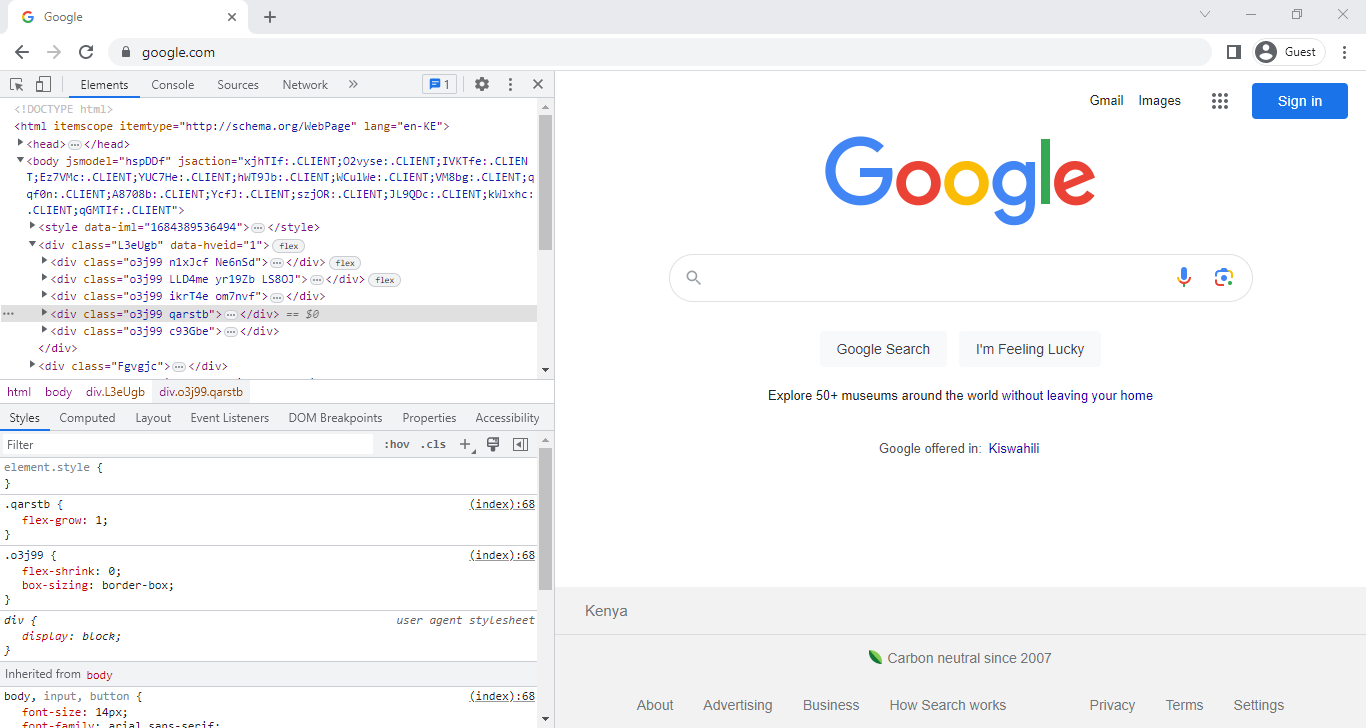 Google
google.com
Guest
Elements Console Sources Network » 1
<!DOCTYPE html>
<html itemscope itemtype="http://schema.org/WebPage" lang="en-KE">
<head>…</head>
<body jsmodel="hspDDf" jsaction="xjhTIf:.CLIENT;O2vyse:.CLIENT;IVKTfe:.CLIEN
T;Ez7VMc:.CLIENT;YUC7He:.CLIENT;hWT9Jb:.CLIENT;WCulWe:.CLIENT;VM8bg:.CLIENT;q
qf0n:.CLIENT;A8708b:.CLIENT;YcfJ:.CLIENT;szjOR:.CLIENT;JL9QDc:.CLIENT;kWlxhc:
.CLIENT;qGMTIf:.CLIENT">
<style data-iml="1684389536494">…</style>
<div class="L3eUgb" data-hveid="1"> flex
<div class="o3j99 n1xJcf Ne6nSd">…</div> flex
<div class="o3j99 LLD4me yr19Zb LS8OJ">…</div> flex
<div class="o3j99 ikrT4e om7nvf">…</div>
<div class="o3j99 qarstb">…</div> == $0
<div class="o3j99 c93Gbe">…</div>
</div>
<div class="Fgvgjc">…</div>
html body div.L3eUgb div.o3j99.qarstb
Styles Computed Layout Event Listeners DOM Breakpoints Properties Accessibility
Filter :hov .cls +
element.style {
}
.qarstb { (index):68
flex-grow: 1;
}
.o3j99 { (index):68
flex-shrink: 0;
box-sizing: border-box;
}
div { user agent stylesheet
display: block;
}
Inherited from body
body, input, button { (index):68
font-size: 14px;
font-family: arial,sans-serif;
Gmail Images Sign in
Google
Google Search I'm Feeling Lucky
Explore 50+ museums around the world without leaving your home
Google offered in: Kiswahili
Kenya
Carbon neutral since 2007
About Advertising Business How Search works Privacy Terms Settings